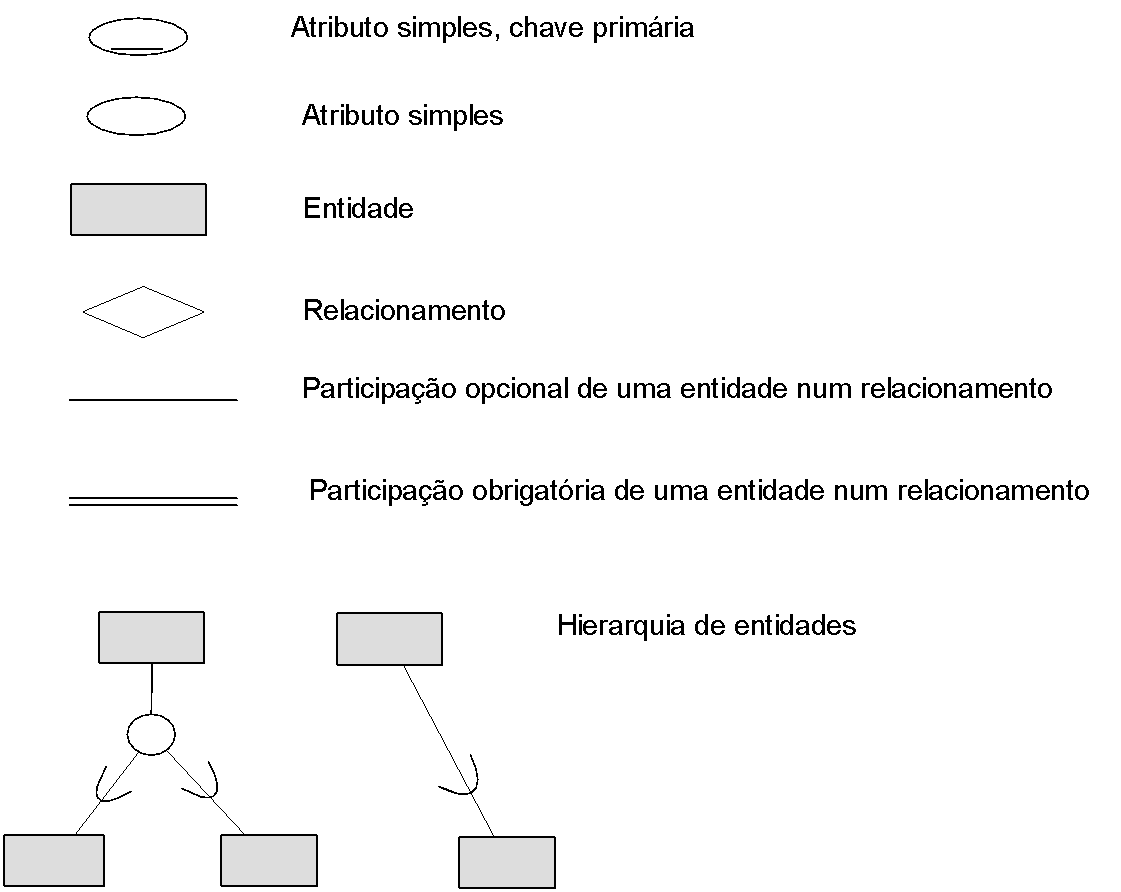 Atributo simples, chave primária
Atributo simples
Entidade
Relacionamento
Participação opcional de uma entidade num relacionamento
Participação obrigatória de uma entidade num relacionamento
Hierarquia de entidades